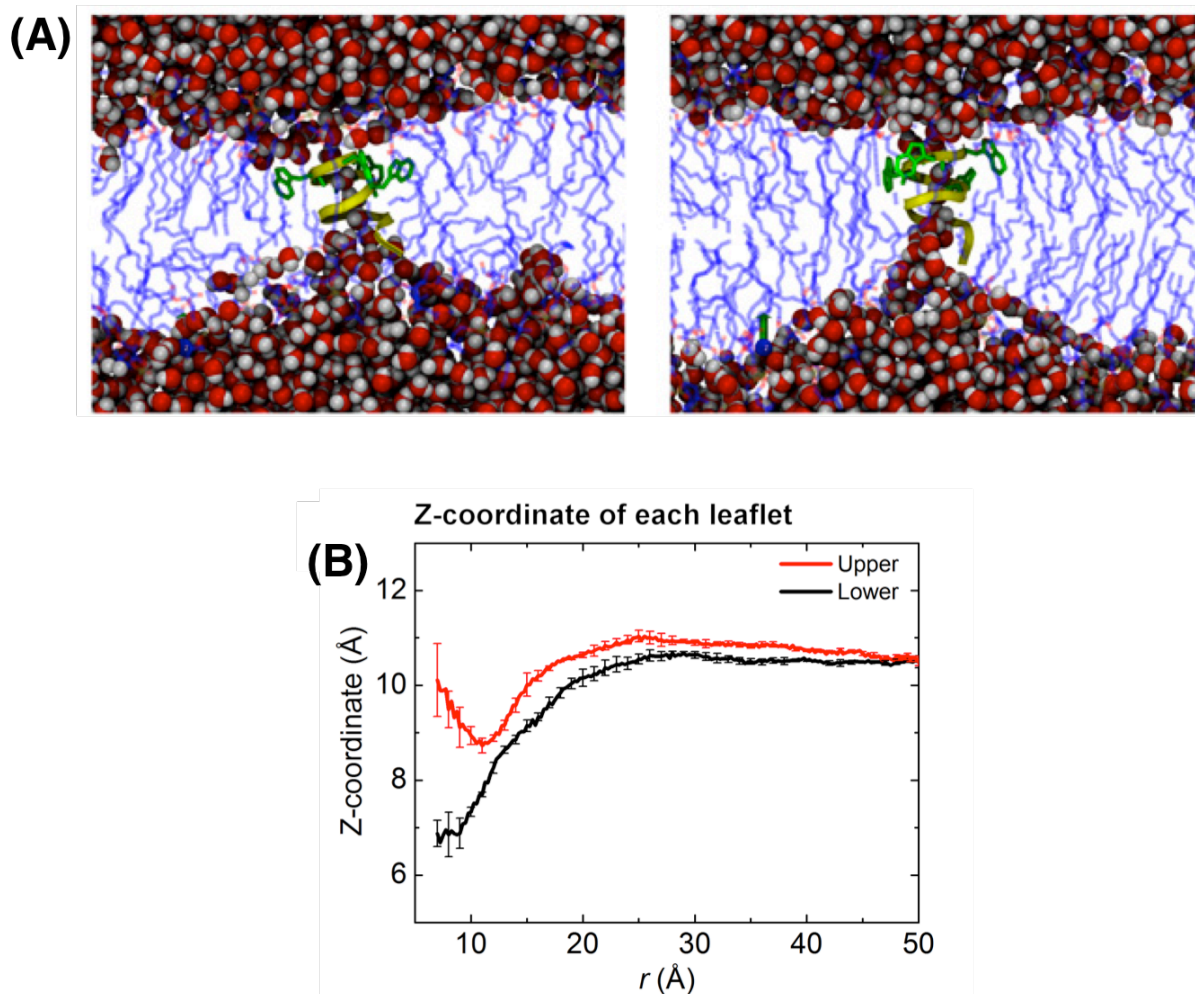 (A)
Z-coordinate of each leaflet
(B)
Upper
Lower
12
10
8
6
Z-coordinate (Å)
10 20 30 40 50
r (Å)